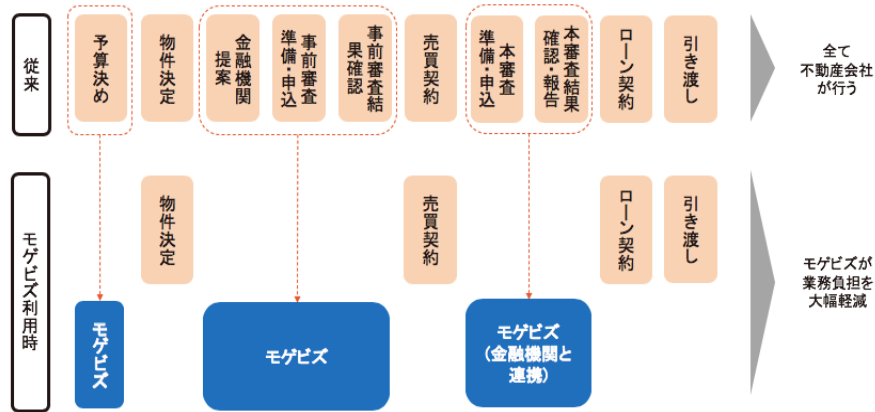 従来
予算決め
物件決定
金融機関
提案
事前審査
準備・申込
事前審査結
果確認
売買契約
本審査
準備・申込
本審査結果
確認・報告
ローン契約
引き渡し
全て
不動産会社
が行う
モゲビズ利用時
物件決定
売買契約
ローン契約
引き渡し
モゲビズ
モゲビズ
モゲビズ
(金融機関と
連携)
モゲビズが
業務負担を
大幅軽減